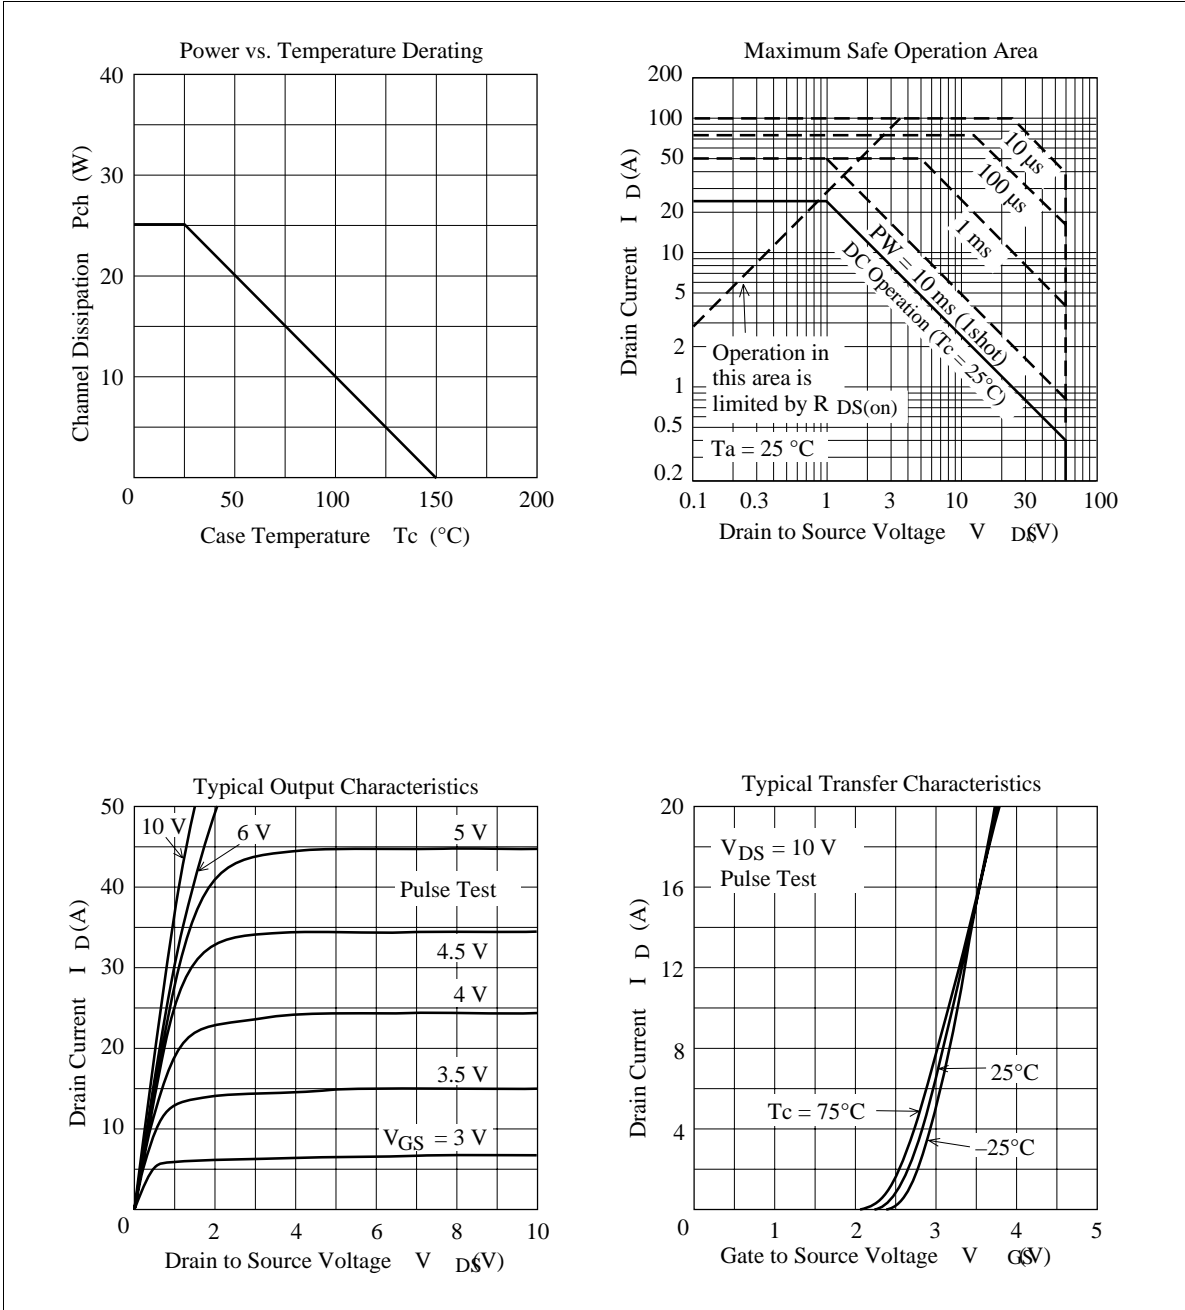 Power vs. Temperature Derating
40
30
20
10
0
50
100
150
200
Channel Dissipation Pch (W)
Case Temperature Tc (°C)
Maximum Safe Operation Area
200
100
50
20
10
5
2
1
0.5
0.2
0.1
0.3
1
3
10
30
100
Drain Current I D (A)
10 µs
100 µs
1 ms
PW = 10 ms (1shot)
DC Operation (Tc = 25°C)
Operation in
this area is
limited by R DS(on)
Ta = 25 °C
Drain to Source Voltage V DS (V)
Typical Output Characteristics
50
40
30
20
10
0
2
4
6
8
10
Drain Current I D (A)
10 V
6 V
5 V
Pulse Test
4.5 V
4 V
3.5 V
VGS = 3 V
Drain to Source Voltage V DS (V)
Typical Transfer Characteristics
20
16
12
8
4
0
1
2
3
4
5
Drain Current I D (A)
VDS = 10 V
Pulse Test
25°C
Tc = 75°C
–25°C
Gate to Source Voltage V GS (V)